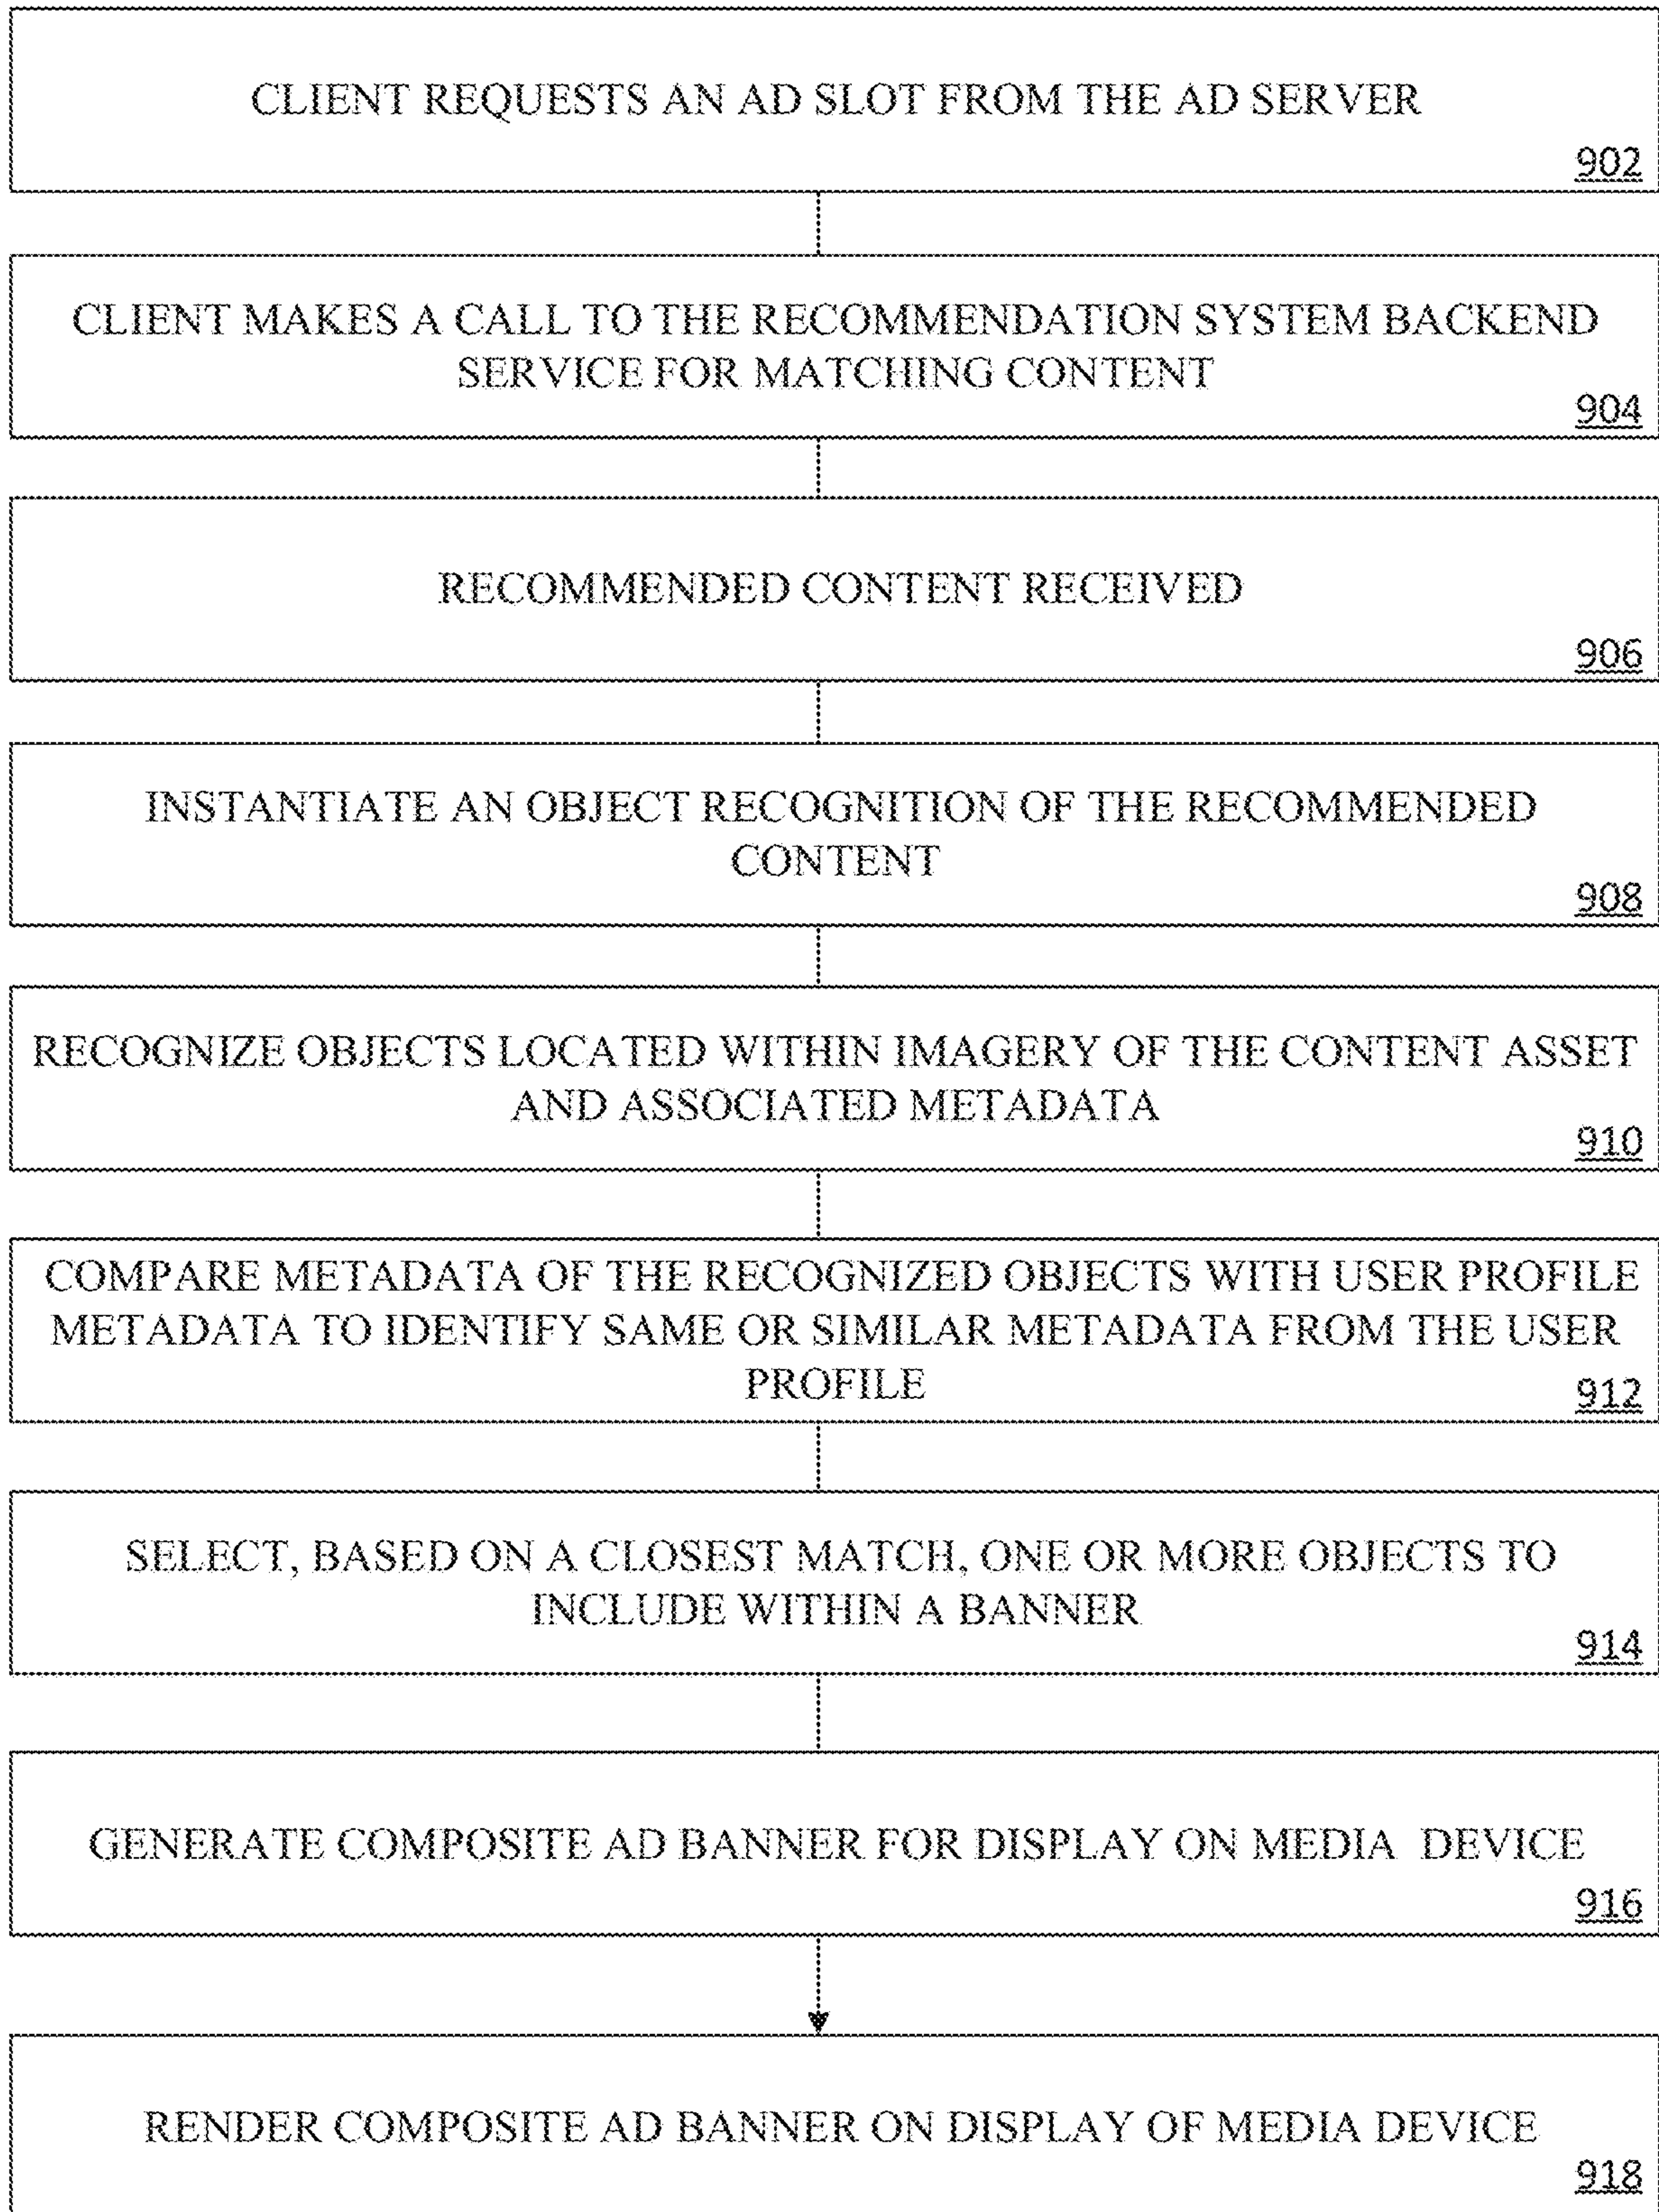 CLIENT REQUESTS AN AD SLOT FROM THE AD SERVER
902
CLIENT MAKES A CALL TO THE RECOMMENDATION SYSTEM BACKEND
SERVICE FOR MATCHING CONTENT
904
RECOMMENDED CONTENT RECEIVED
906
INSTANTIATE AN OBJECT RECOGNITION OF THE RECOMMENDED
CONTENT
908
RECOGNIZE OBJECTS LOCATED WITHIN IMAGERY OF THE CONTENT ASSET
AND ASSOCIATED METADATA
910
COMPARE METADATA OF THE RECOGNIZED OBJECTS WITH USER PROFILE
METADATA TO IDENTIFY SAME OR SIMILAR METADATA FROM THE USER
PROFILE
912
SELECT, BASED ON A CLOSEST MATCH, ONE OR MORE OBJECTS TO
INCLUDE WITHIN A BANNER
914
GENERATE COMPOSITE AD BANNER FOR DISPLAY ON MEDIA DEVICE
916
RENDER COMPOSITE AD BANNER ON DISPLAY OF MEDIA DEVICE
918